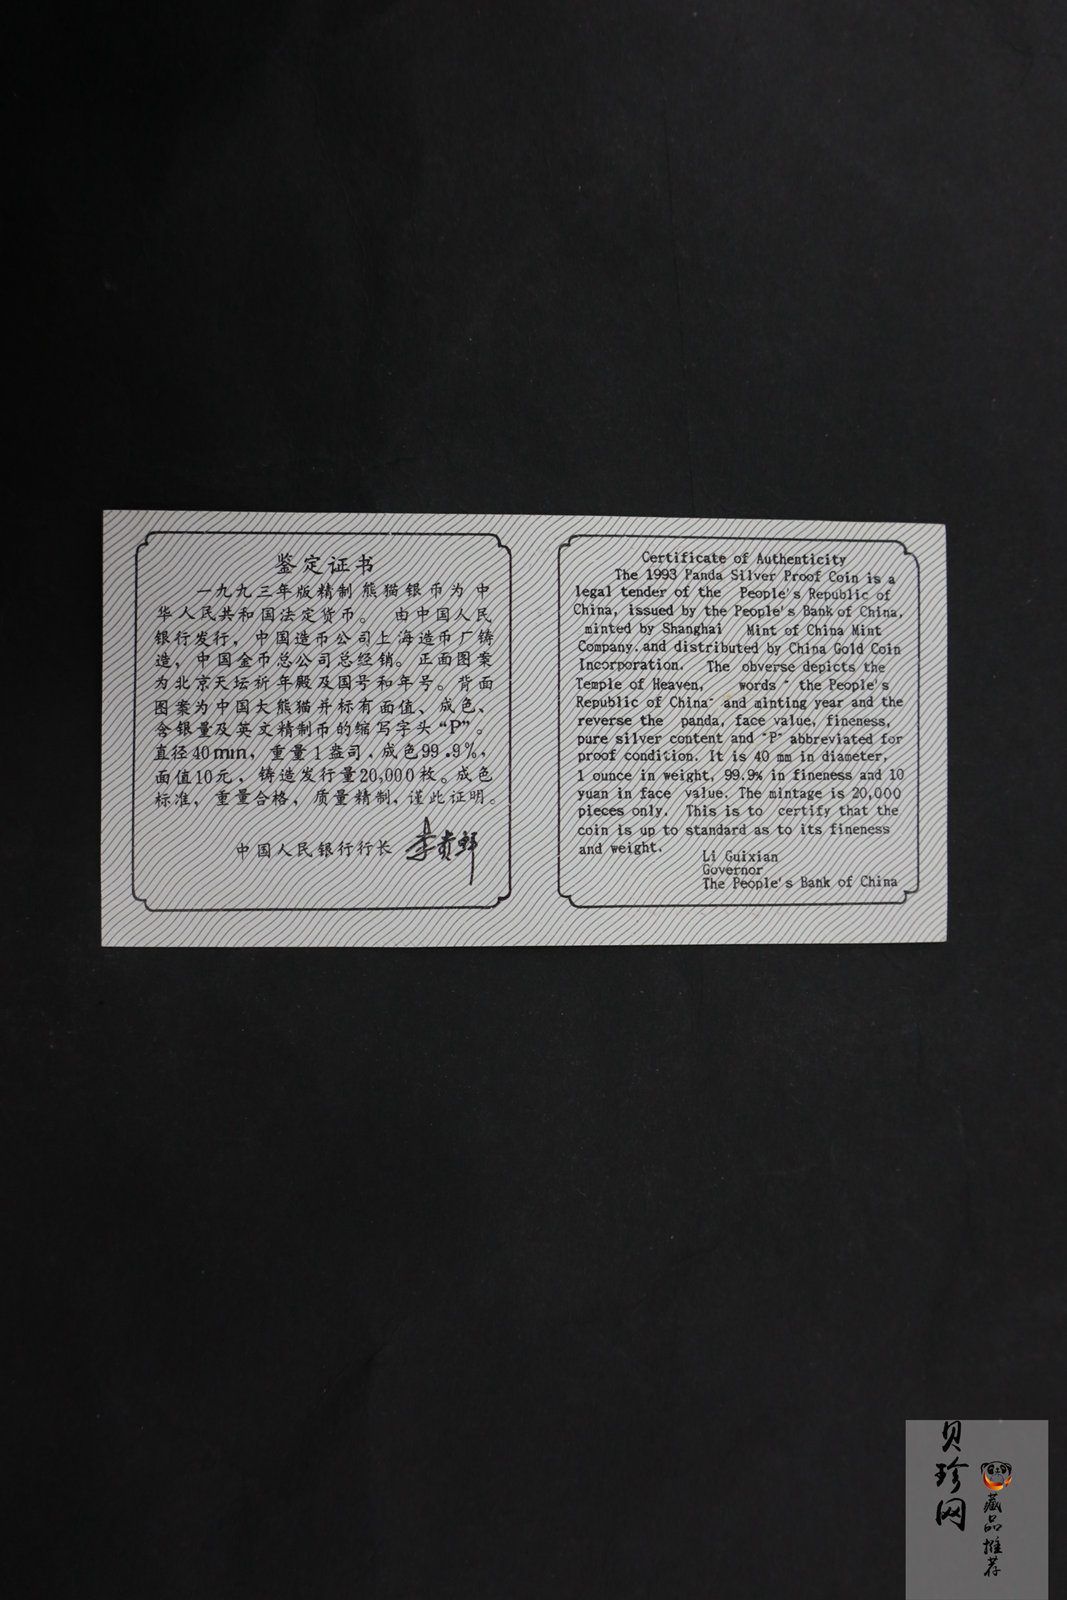 鉴定证书
一九九三年版精制熊猫银币为中
华人民共和国法定货币。 由中国人民
银行发行，中国造币公司上海造币厂铸
造，中国金币总公司总经销。正面图案
为北京天坛祈年殿及国号和年号。背面
图案为中国大熊猫并标有面值、成色、
含银量及英文精制币的缩写字头“P”。
直径40mm，重量1盎司，成色99.9%，
面值10元，铸造发行量20,000枚。成色
标准，重量合格，质量精制，谨此证明。
中国人民银行行长 李贵鲜
Certificate of Authenticity
The 1993 Panda Silver Proof Coin is a
legal tender of the People's Republic of
China, issued by the People's Bank of China,
minted by Shanghai Mint of China Mint
Company, and distributed by China Gold Coin
Incorporation. The obverse depicts the
Temple of Heaven, words " the People's
Republic of China" and minting year and the
reverse the panda, face value, fineness,
pure silver content and "P" abbreviated for
proof condition. It is 40 mm in diameter,
1 ounce in weight, 99.9% in fineness and 10
yuan in face value. The mintage is 20,000
pieces only. This is to certify that the
coin is up to standard as to its fineness
and weight.
Li Guixian
Governor
The People's Bank of China
贝珍网
藏品推荐